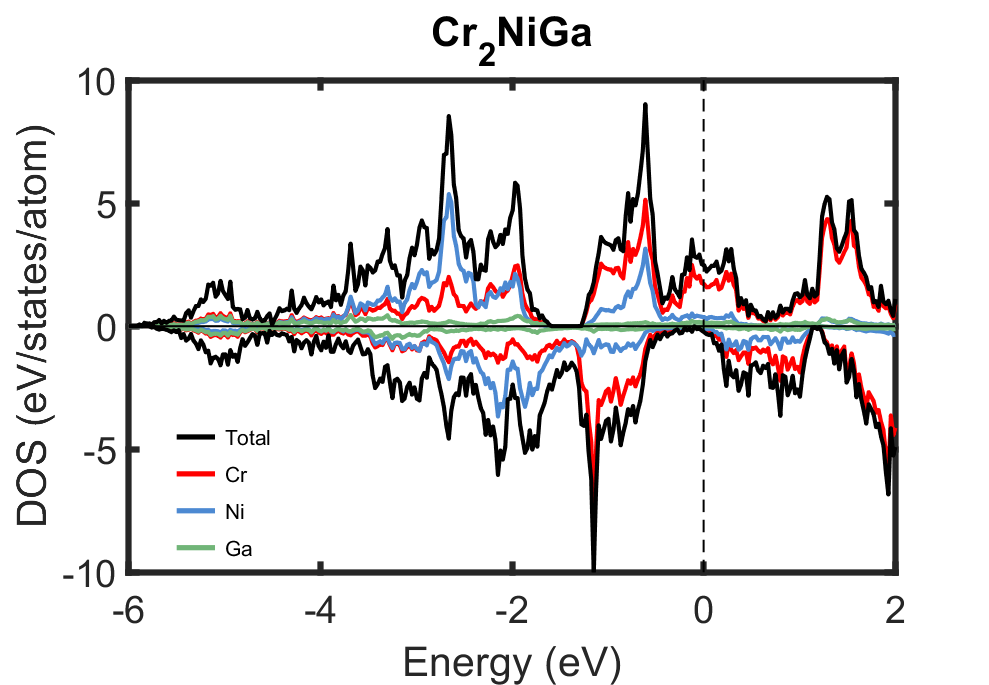 Cr2NiGa
10
5
0
-5
-10
DOS (eV/states/atom)
Total
Cr
Ni
Ga
-6 -4 -2 0 2
Energy (eV)